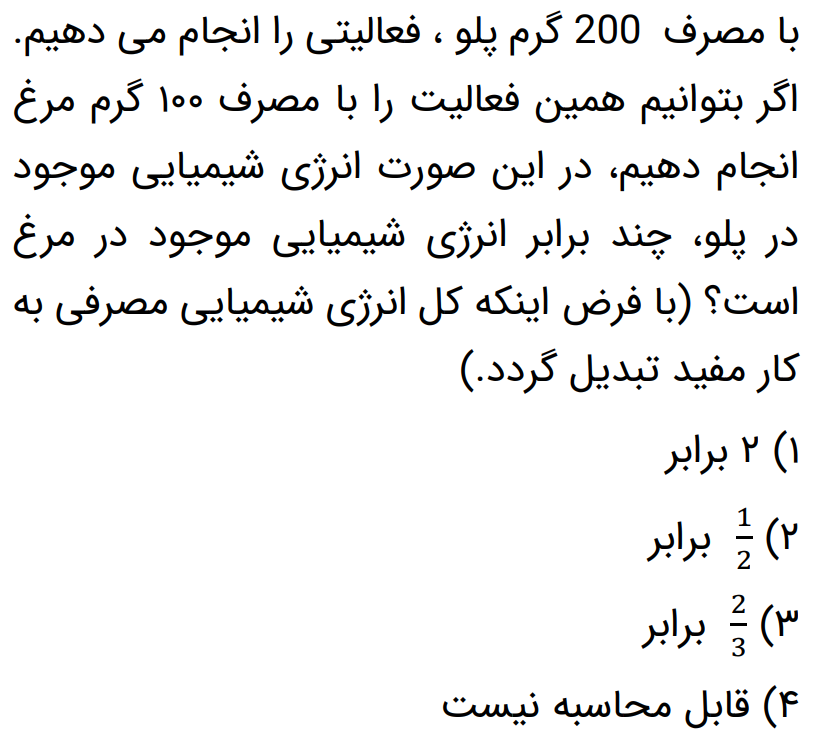 با مصرف 200 گرم پلو ، فعالیتی را انجام می دهیم.
اگر بتوانیم همین فعالیت را با مصرف ۱۰۰ گرم مرغ
انجام دهیم، در این صورت انرژی شیمیایی موجود
در پلو، چند برابر انرژی شیمیایی موجود در مرغ
است؟ (با فرض اینکه کل انرژی شیمیایی مصرفی به
کار مفید تبدیل گردد.)
۱) ۲ برابر
۲) $\frac{1}{2}$ برابر
۳) $\frac{2}{3}$ برابر
۴) قابل محاسبه نیست